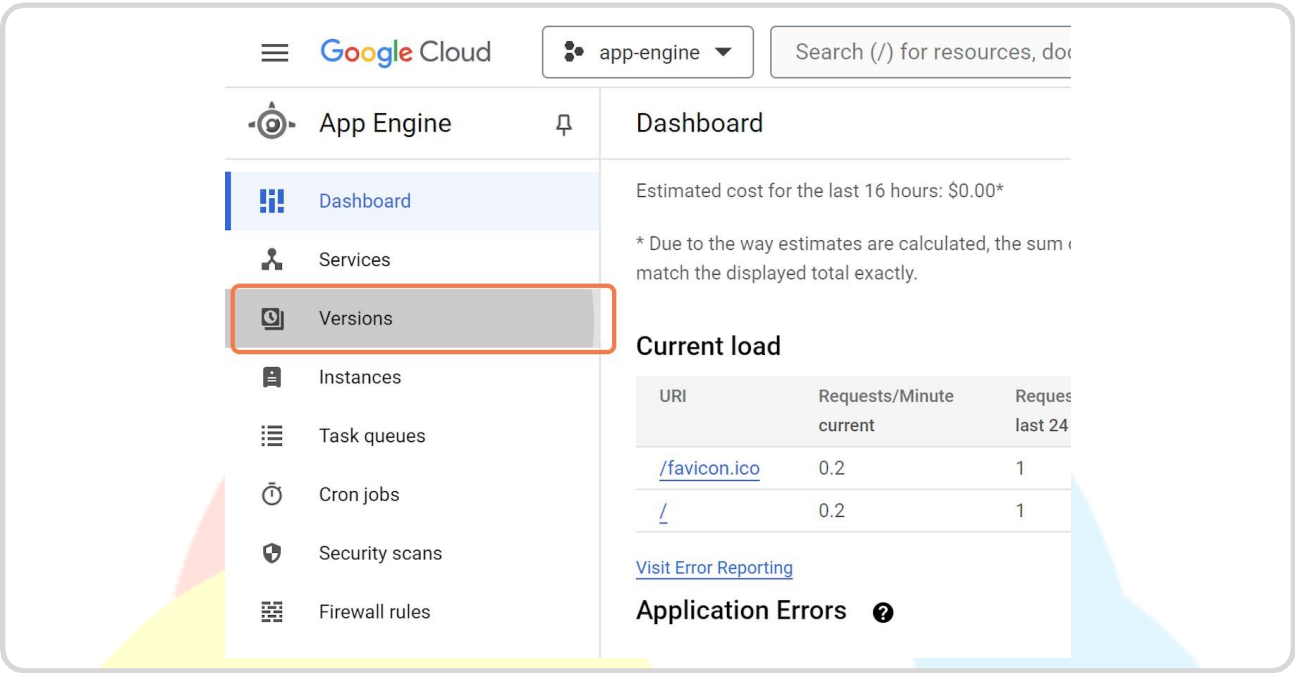 Google Cloud
app-engine
Search (/) for resources, doc
App Engine
Dashboard
Services
Versions
Instances
Task queues
Cron jobs
Security scans
Firewall rules
Dashboard
Estimated cost for the last 16 hours: $0.00*
* Due to the way estimates are calculated, the sum
match the displayed total exactly.
Current load
URI Requests/Minute Reques
current last 24
/favicon.ico 0.2 1
/ 0.2 1
Visit Error Reporting
Application Errors ?